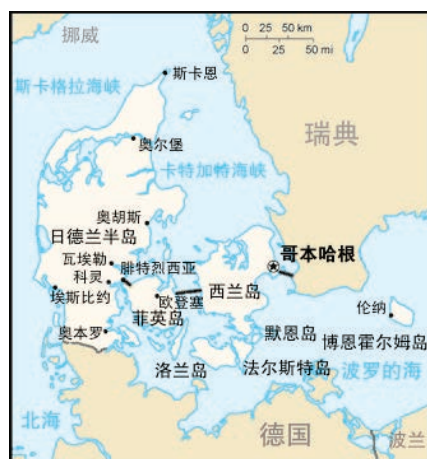 挪威
0 25 50 km
0 25 50 mi
斯卡恩
斯卡格拉海峡
瑞典
奥尔堡
卡特加特海峡
奥胡斯
日德兰半岛
哥本哈根
瓦埃勒
腓特烈西亚
科灵
西兰岛
埃斯比约
欧登塞
伦纳
菲英岛
奥本罗
默恩岛
博恩霍尔姆岛
洛兰岛
法尔斯特岛
波罗的海
北海
德国
波兰